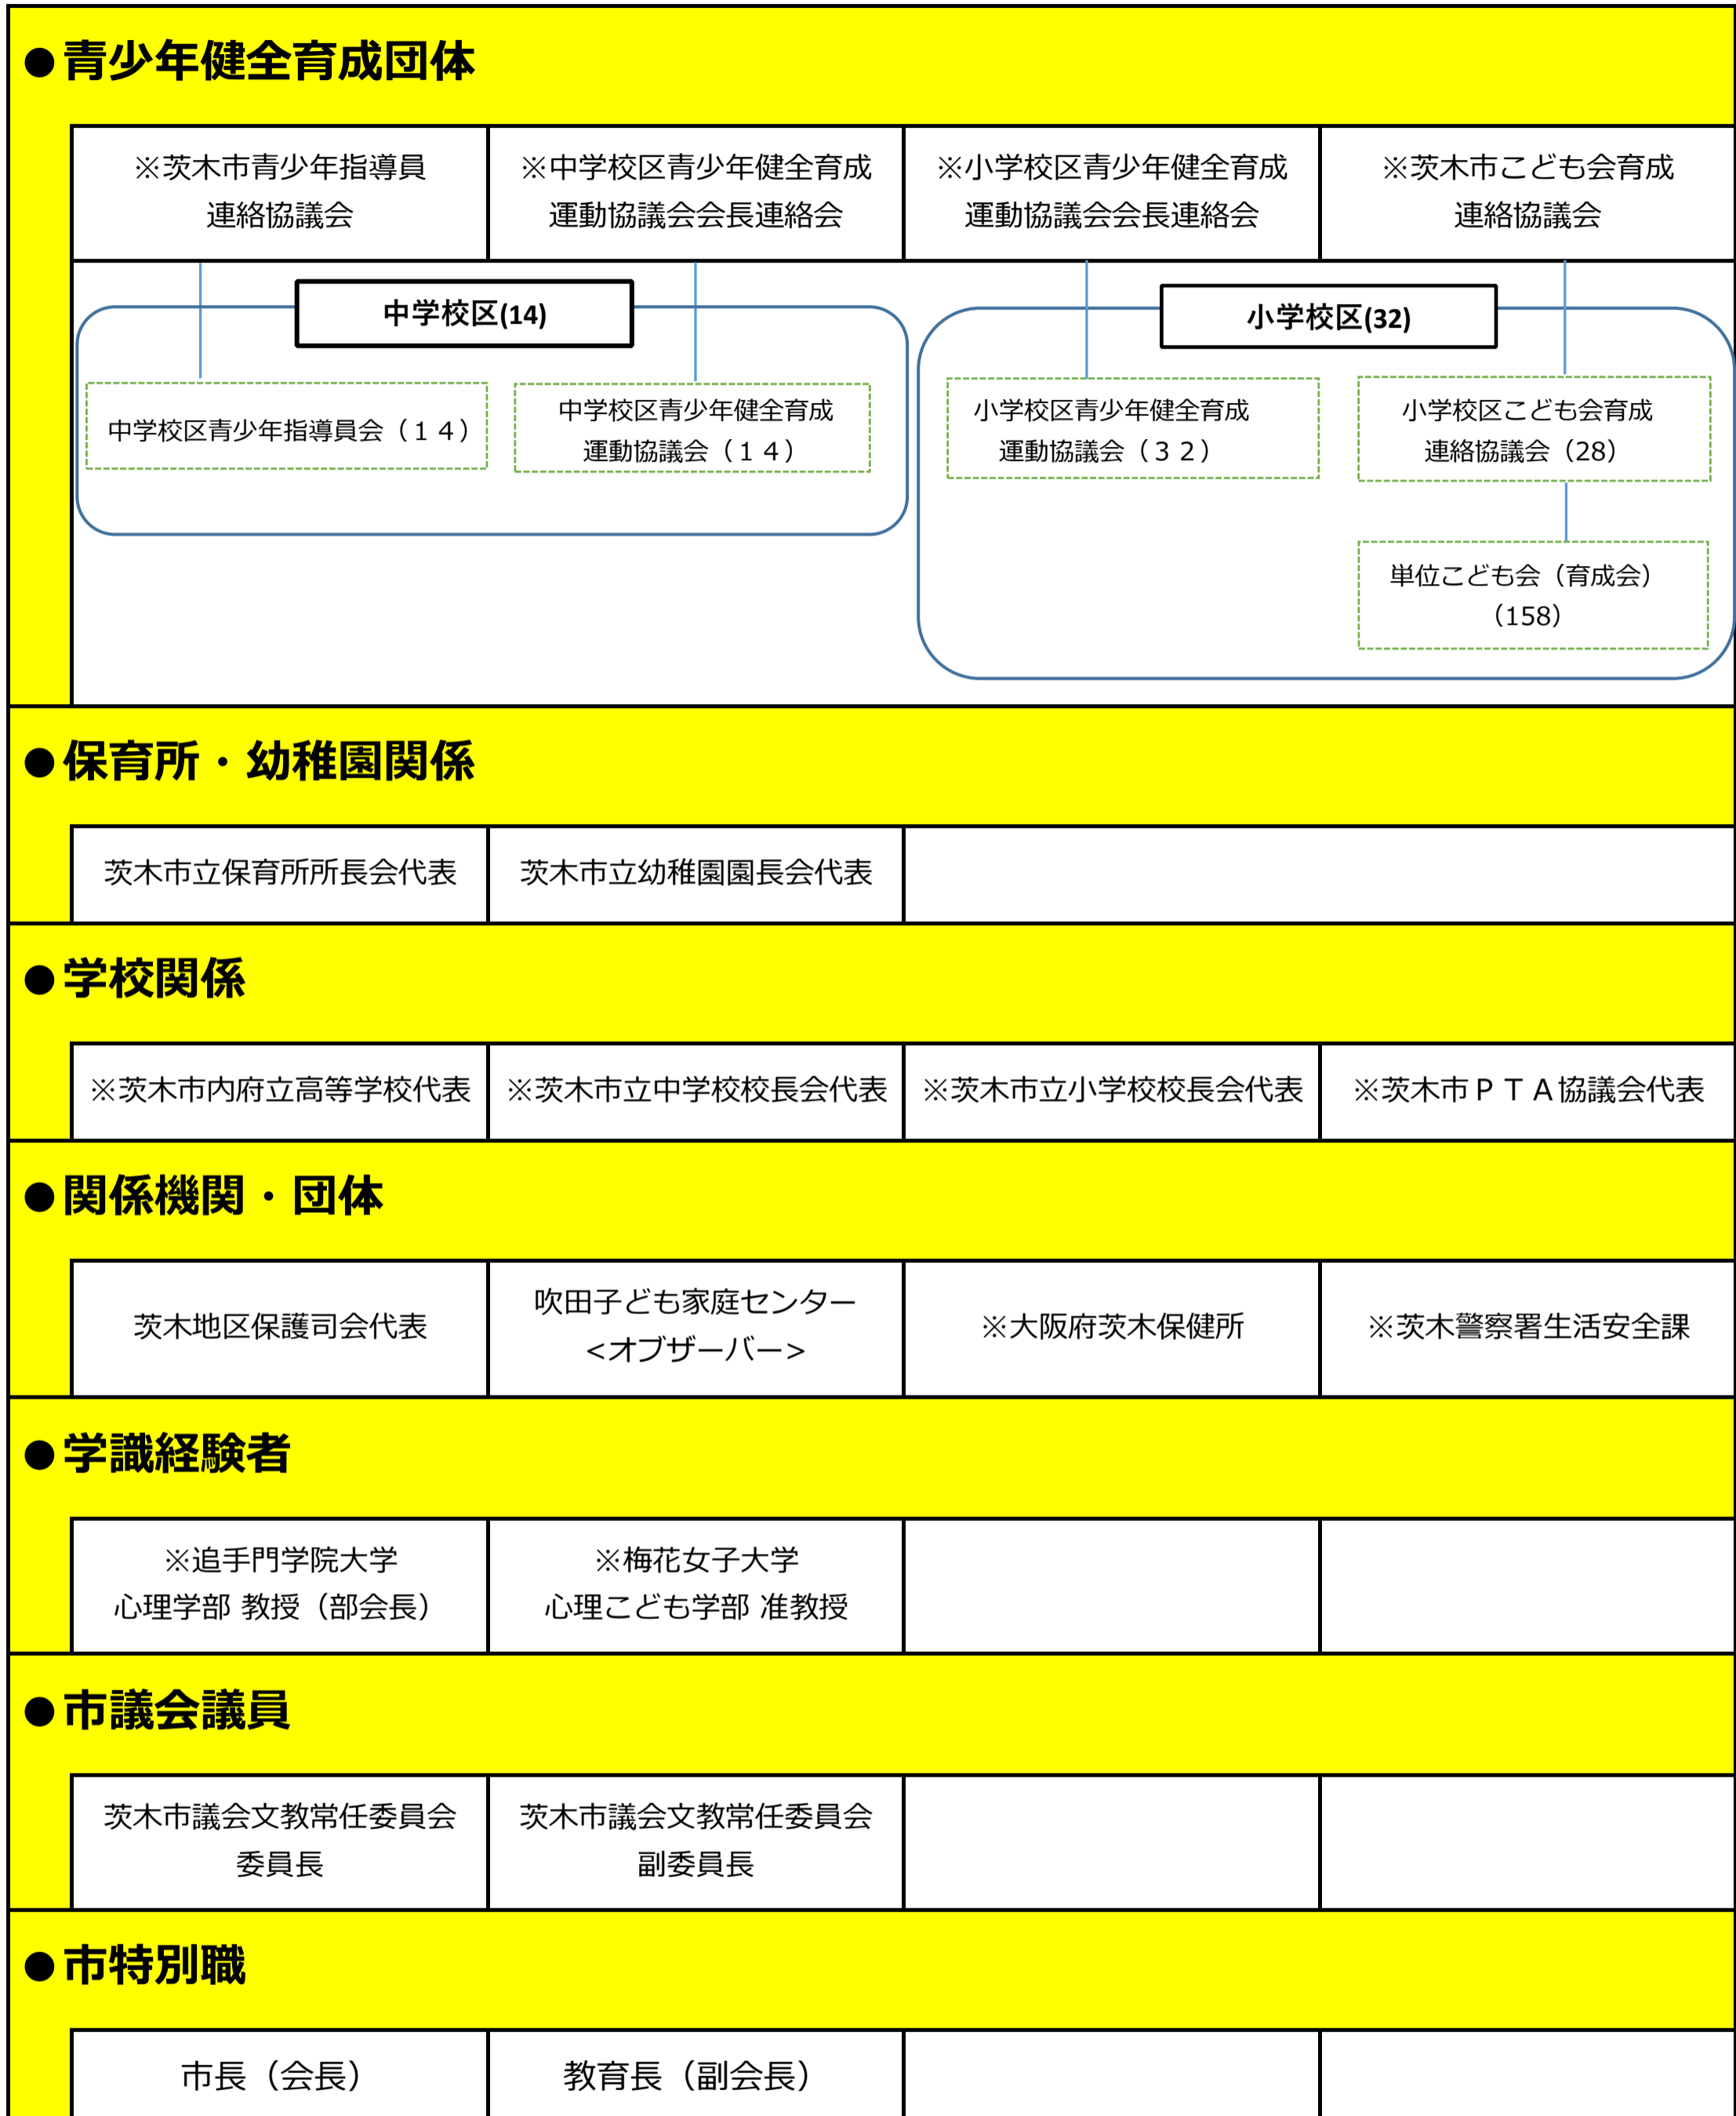 ●青少年健全育成団体
※茨木市青少年指導員
連絡協議会
※中学校区青少年健全育成
運動協議会会長連絡会
※小学校区青少年健全育成
運動協議会会長連絡会
※茨木市こども会育成
連絡協議会
中学校区(14)
中学校区青少年指導員会（１４）
中学校区青少年健全育成
運動協議会（１４）
小学校区(32)
小学校区青少年健全育成
運動協議会（３２）
小学校区こども会育成
連絡協議会（28）
単位こども会（育成会）
（158）
●保育所・幼稚園関係
茨木市立保育所所長会代表
茨木市立幼稚園園長会代表
●学校関係
※茨木市内府立高等学校代表
※茨木市立中学校校長会代表
※茨木市立小学校校長会代表
※茨木市ＰＴＡ協議会代表
●関係機関・団体
茨木地区保護司会代表
吹田子ども家庭センター
<オブザーバー>
※大阪府茨木保健所
※茨木警察署生活安全課
●学識経験者
※追手門学院大学
心理学部 教授（部会長）
※梅花女子大学
心理こども学部 准教授
●市議会議員
茨木市議会文教常任委員会
委員長
茨木市議会文教常任委員会
副委員長
●市特別職
市長（会長）
教育長（副会長）